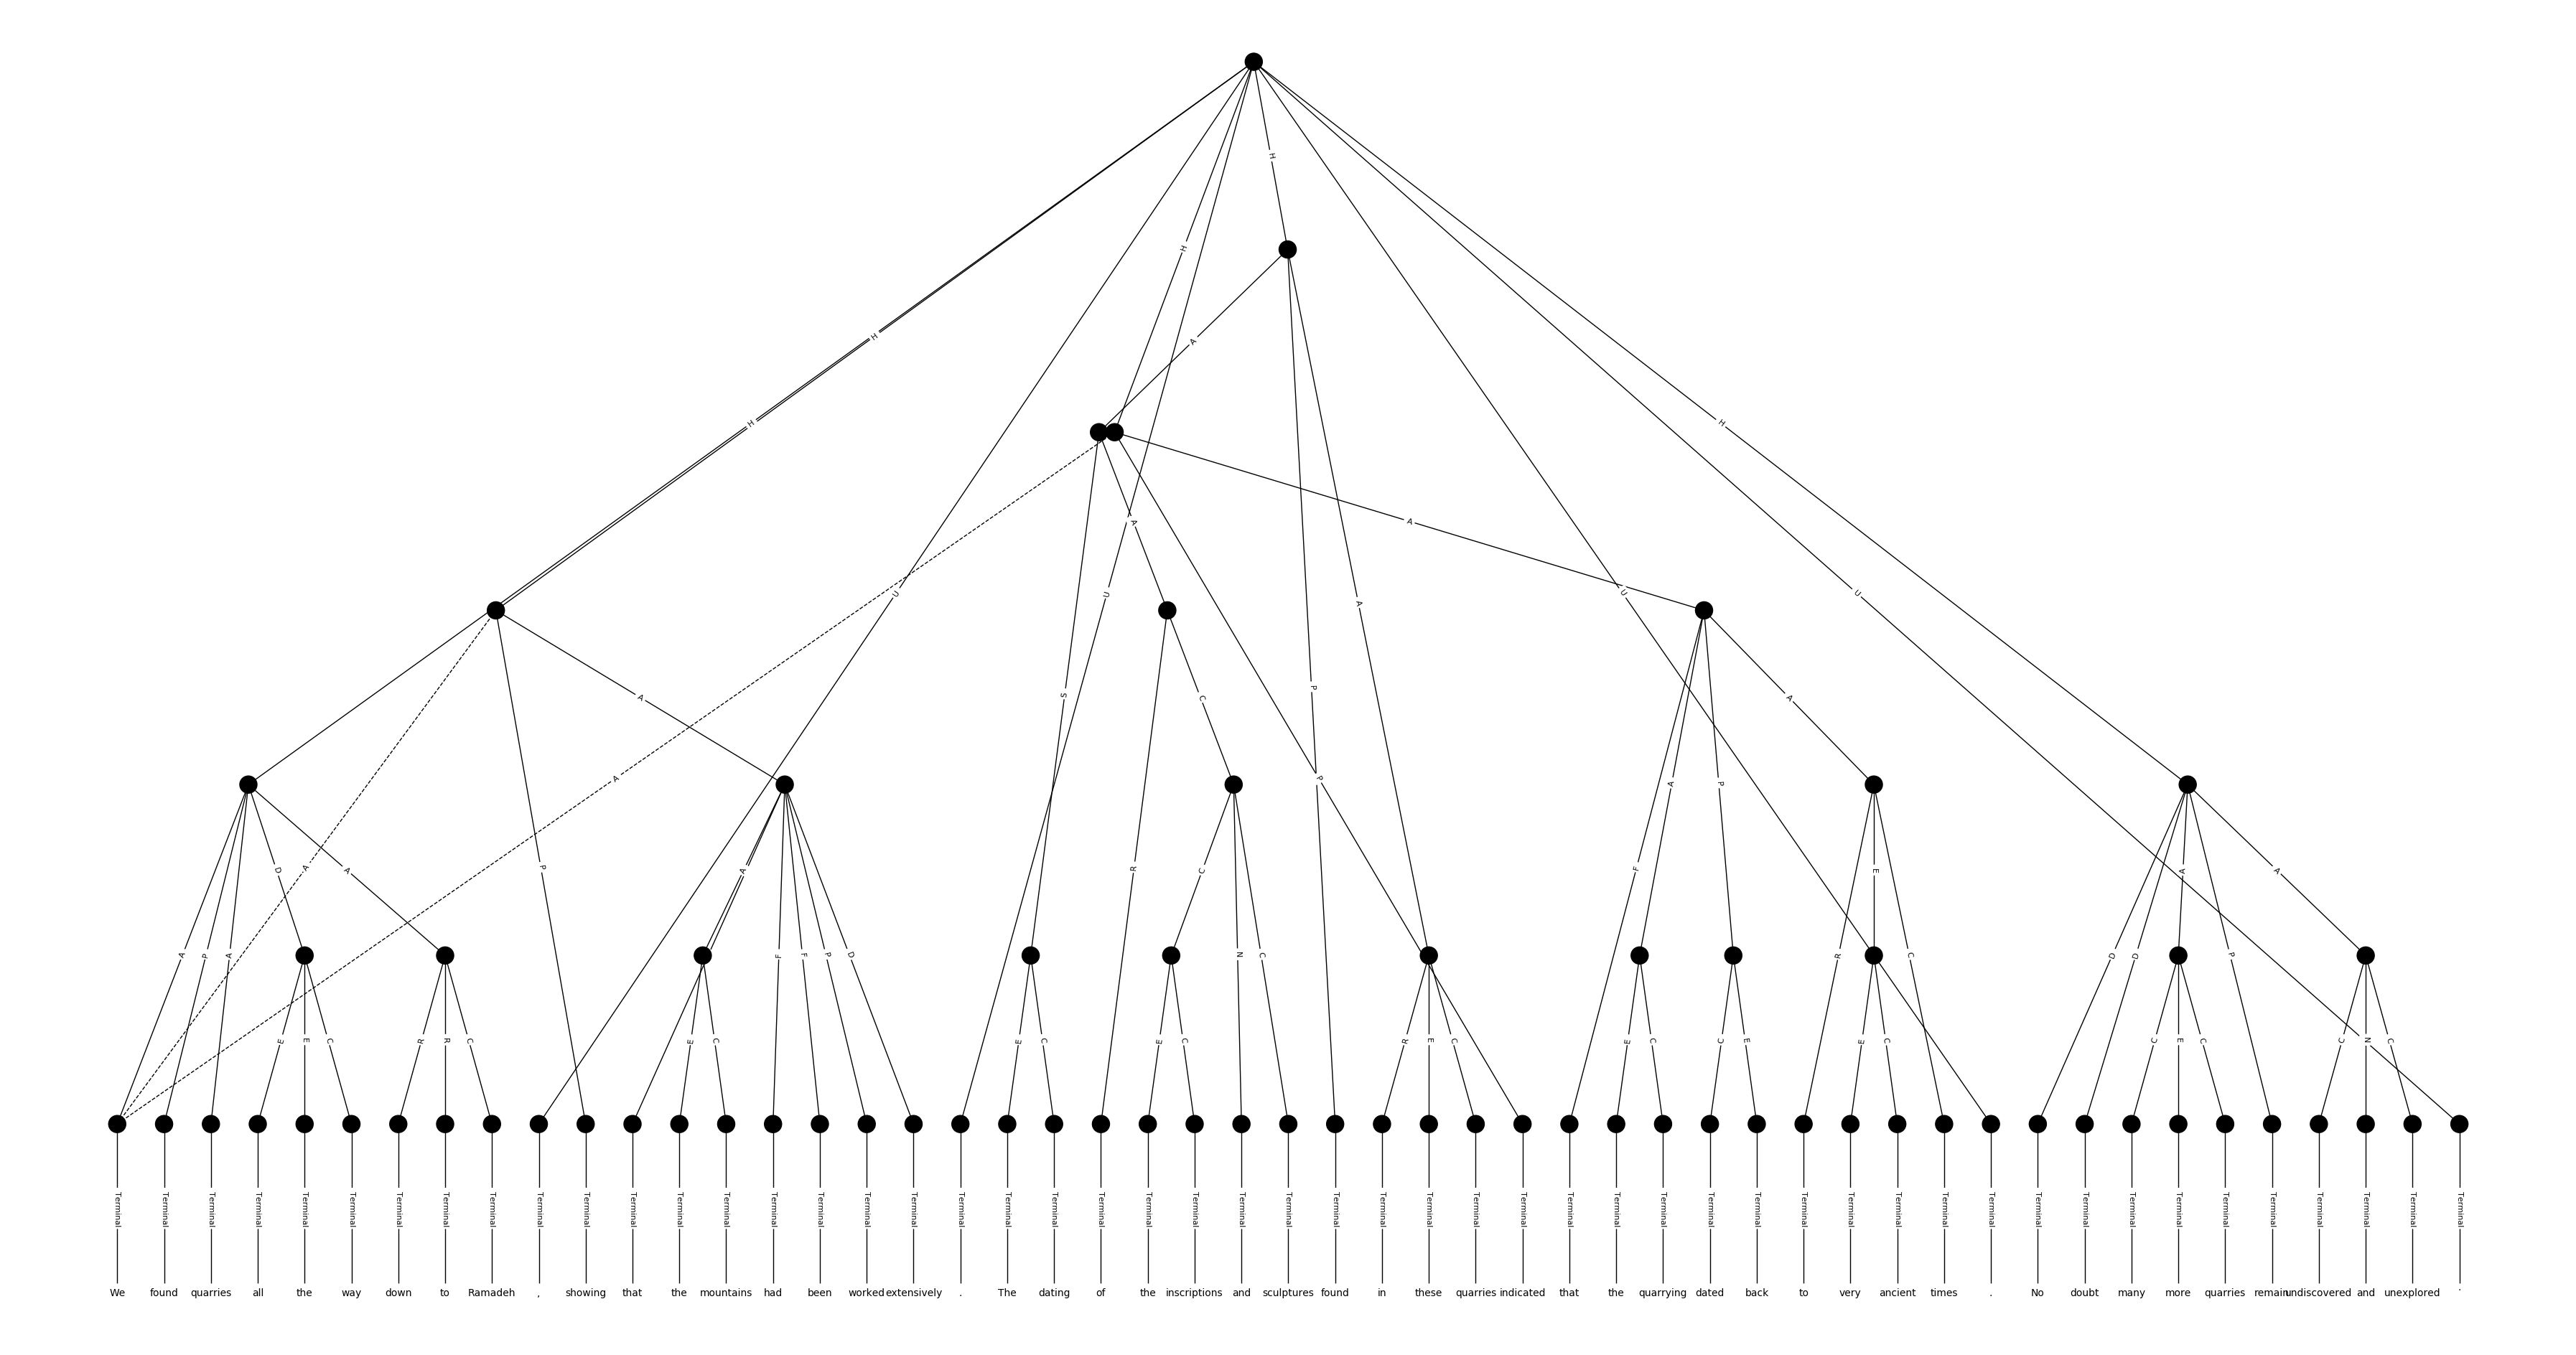 H
H
H
A
H
H
A
A
U
U
U
U
A
S
A
C
P
P
A
A
A
P
A
D
A
A
P
A
R
C
F
E
D
A
A
A
P
A
F
F
P
D
N
C
R
C
D
D
P
E
E
C
R
R
C
E
C
E
C
E
C
R
E
C
E
C
C
E
E
C
C
E
C
C
N
C
Terminal Terminal Terminal Terminal Terminal Terminal Terminal Terminal Terminal Terminal Terminal Terminal Terminal Terminal Terminal Terminal Terminal Terminal Terminal Terminal Terminal Terminal Terminal Terminal Terminal Terminal Terminal Terminal Terminal Terminal Terminal Terminal Terminal Terminal Terminal Terminal Terminal Terminal Terminal Terminal Terminal Terminal Terminal Terminal Terminal Terminal Terminal Terminal Terminal Terminal Terminal
We found quarries all the way down to Ramadeh , showing that the mountains had been worked extensively . The dating of the inscriptions and sculptures found in these quarries indicated that the quarrying dated back to very ancient times . No doubt many more quarries remain undiscovered and unexplored .